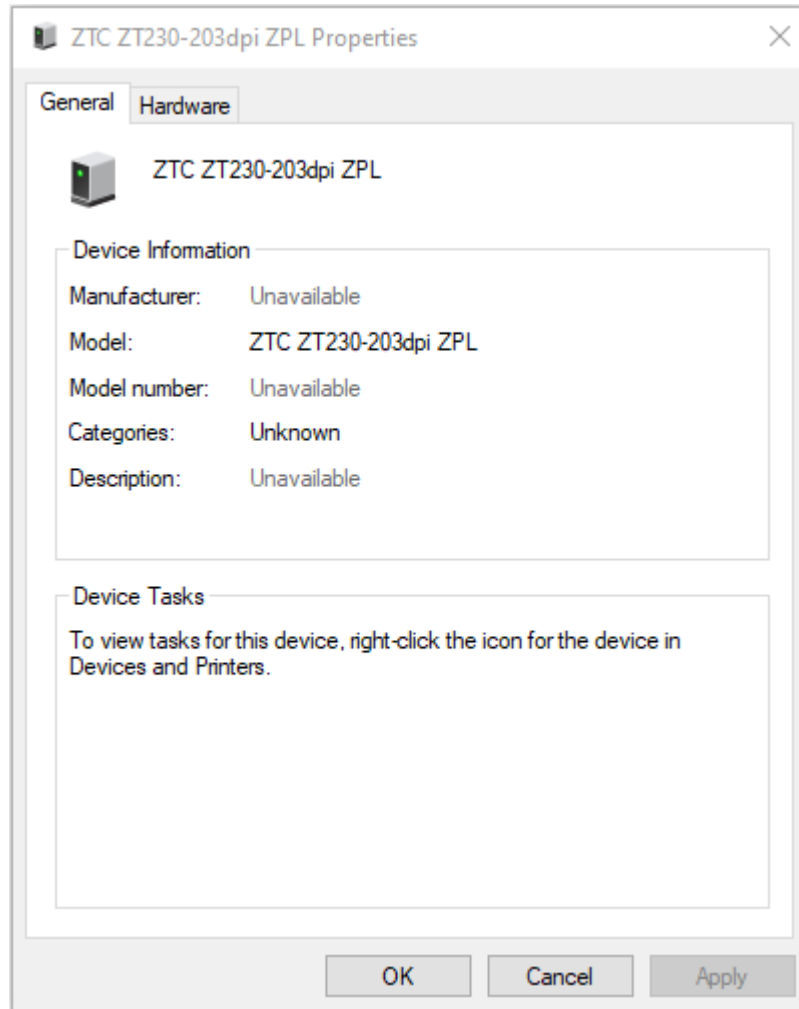 ZTC ZT230-203dpi ZPL Properties
General
Hardware
ZTC ZT230-203dpi ZPL
Device Information
Manufacturer: Unavailable
Model: ZTC ZT230-203dpi ZPL
Model number: Unavailable
Categories: Unknown
Description: Unavailable
Device Tasks
To view tasks for this device, right-click the icon for the device in
Devices and Printers.
OK
Cancel
Apply